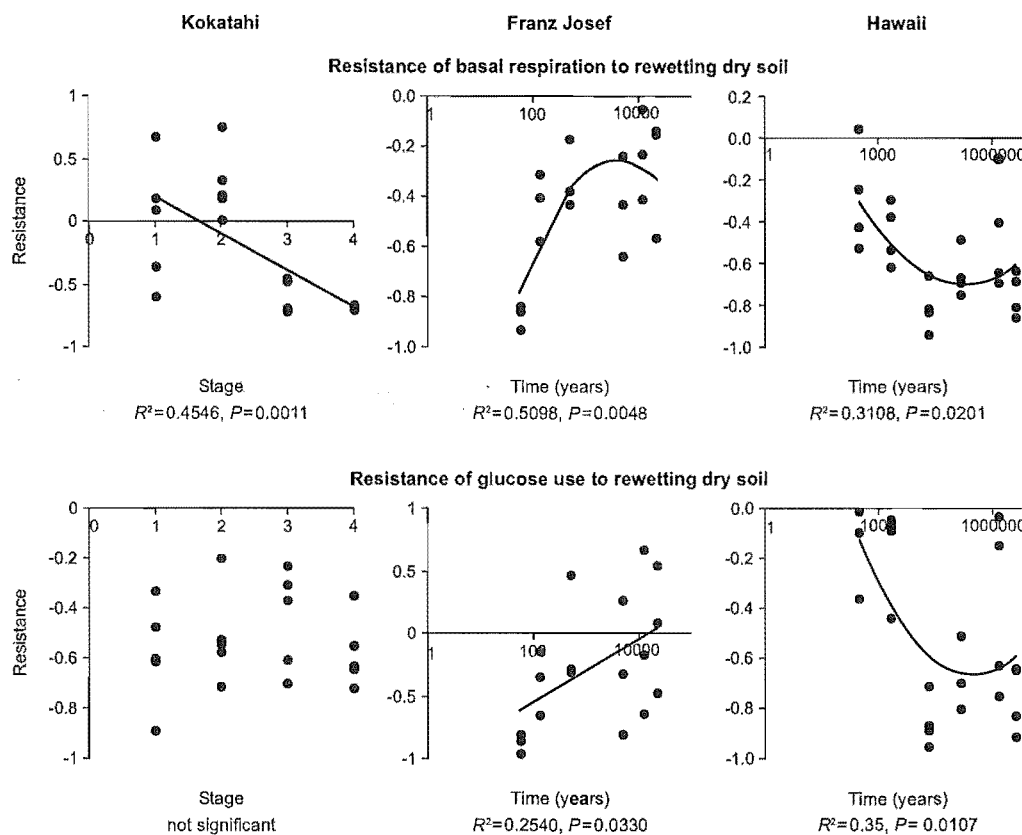 Kokatahi Franz Josef Hawaii
Resistance of basal respiration to rewetting dry soil
Resistance
1
0.5
0
-0.5
-1
0 1 2 3 4
Stage
R²=0.4546, P=0.0011
0.0
-0.2
-0.4
-0.6
-0.8
-1.0
1 100 10000
Time (years)
R²=0.5098, P=0.0048
0.2
0.0
-0.2
-0.4
-0.6
-0.8
-1.0
1 1000 1000000
Time (years)
R²=0.3108, P=0.0201
Resistance of glucose use to rewetting dry soil
Resistance
0
-0.2
-0.4
-0.6
-0.8
-1
0 1 2 3 4
Stage
not significant
1
0.5
0
-0.5
-1
1 100 10000
Time (years)
R²=0.2540, P=0.0330
0.0
-0.2
-0.4
-0.6
-0.8
-1.0
1 1000 1000000
Time (years)
R²=0.35, P=0.0107